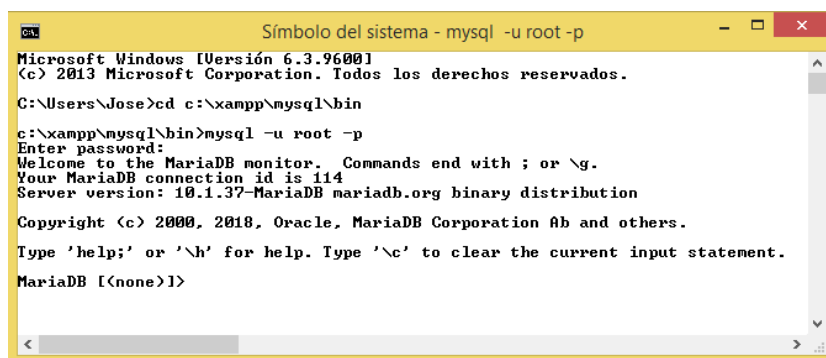 Símbolo del sistema - mysql -u root -p
Microsoft Windows [Versión 6.3.9600]
(c) 2013 Microsoft Corporation. Todos los derechos reservados.
C:\Users\Jose>cd c:\xampp\mysql\bin
c:\xampp\mysql\bin>mysql -u root -p
Enter password:
Welcome to the MariaDB monitor.  Commands end with ; or \g.
Your MariaDB connection id is 114
Server version: 10.1.37-MariaDB mariadb.org binary distribution
Copyright (c) 2000, 2018, Oracle, MariaDB Corporation Ab and others.
Type 'help;' or '\h' for help. Type '\c' to clear the current input statement.
MariaDB [(none)]>